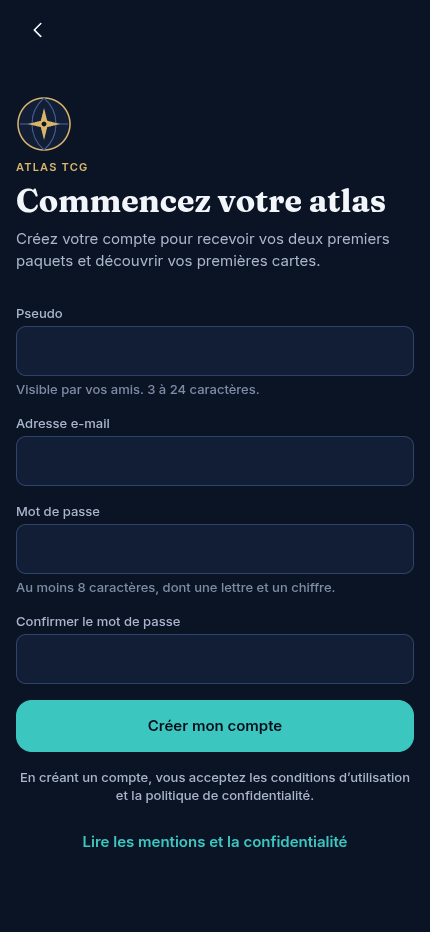 ATLAS TCG
Commencez votre atlas
Créez votre compte pour recevoir vos deux premiers
paquets et découvrir vos premières cartes.
Pseudo
Visible par vos amis. 3 à 24 caractères.
Adresse e-mail
Mot de passe
Au moins 8 caractères, dont une lettre et un chiffre.
Confirmer le mot de passe
Créer mon compte
En créant un compte, vous acceptez les conditions d’utilisation
et la politique de confidentialité.
Lire les mentions et la confidentialité